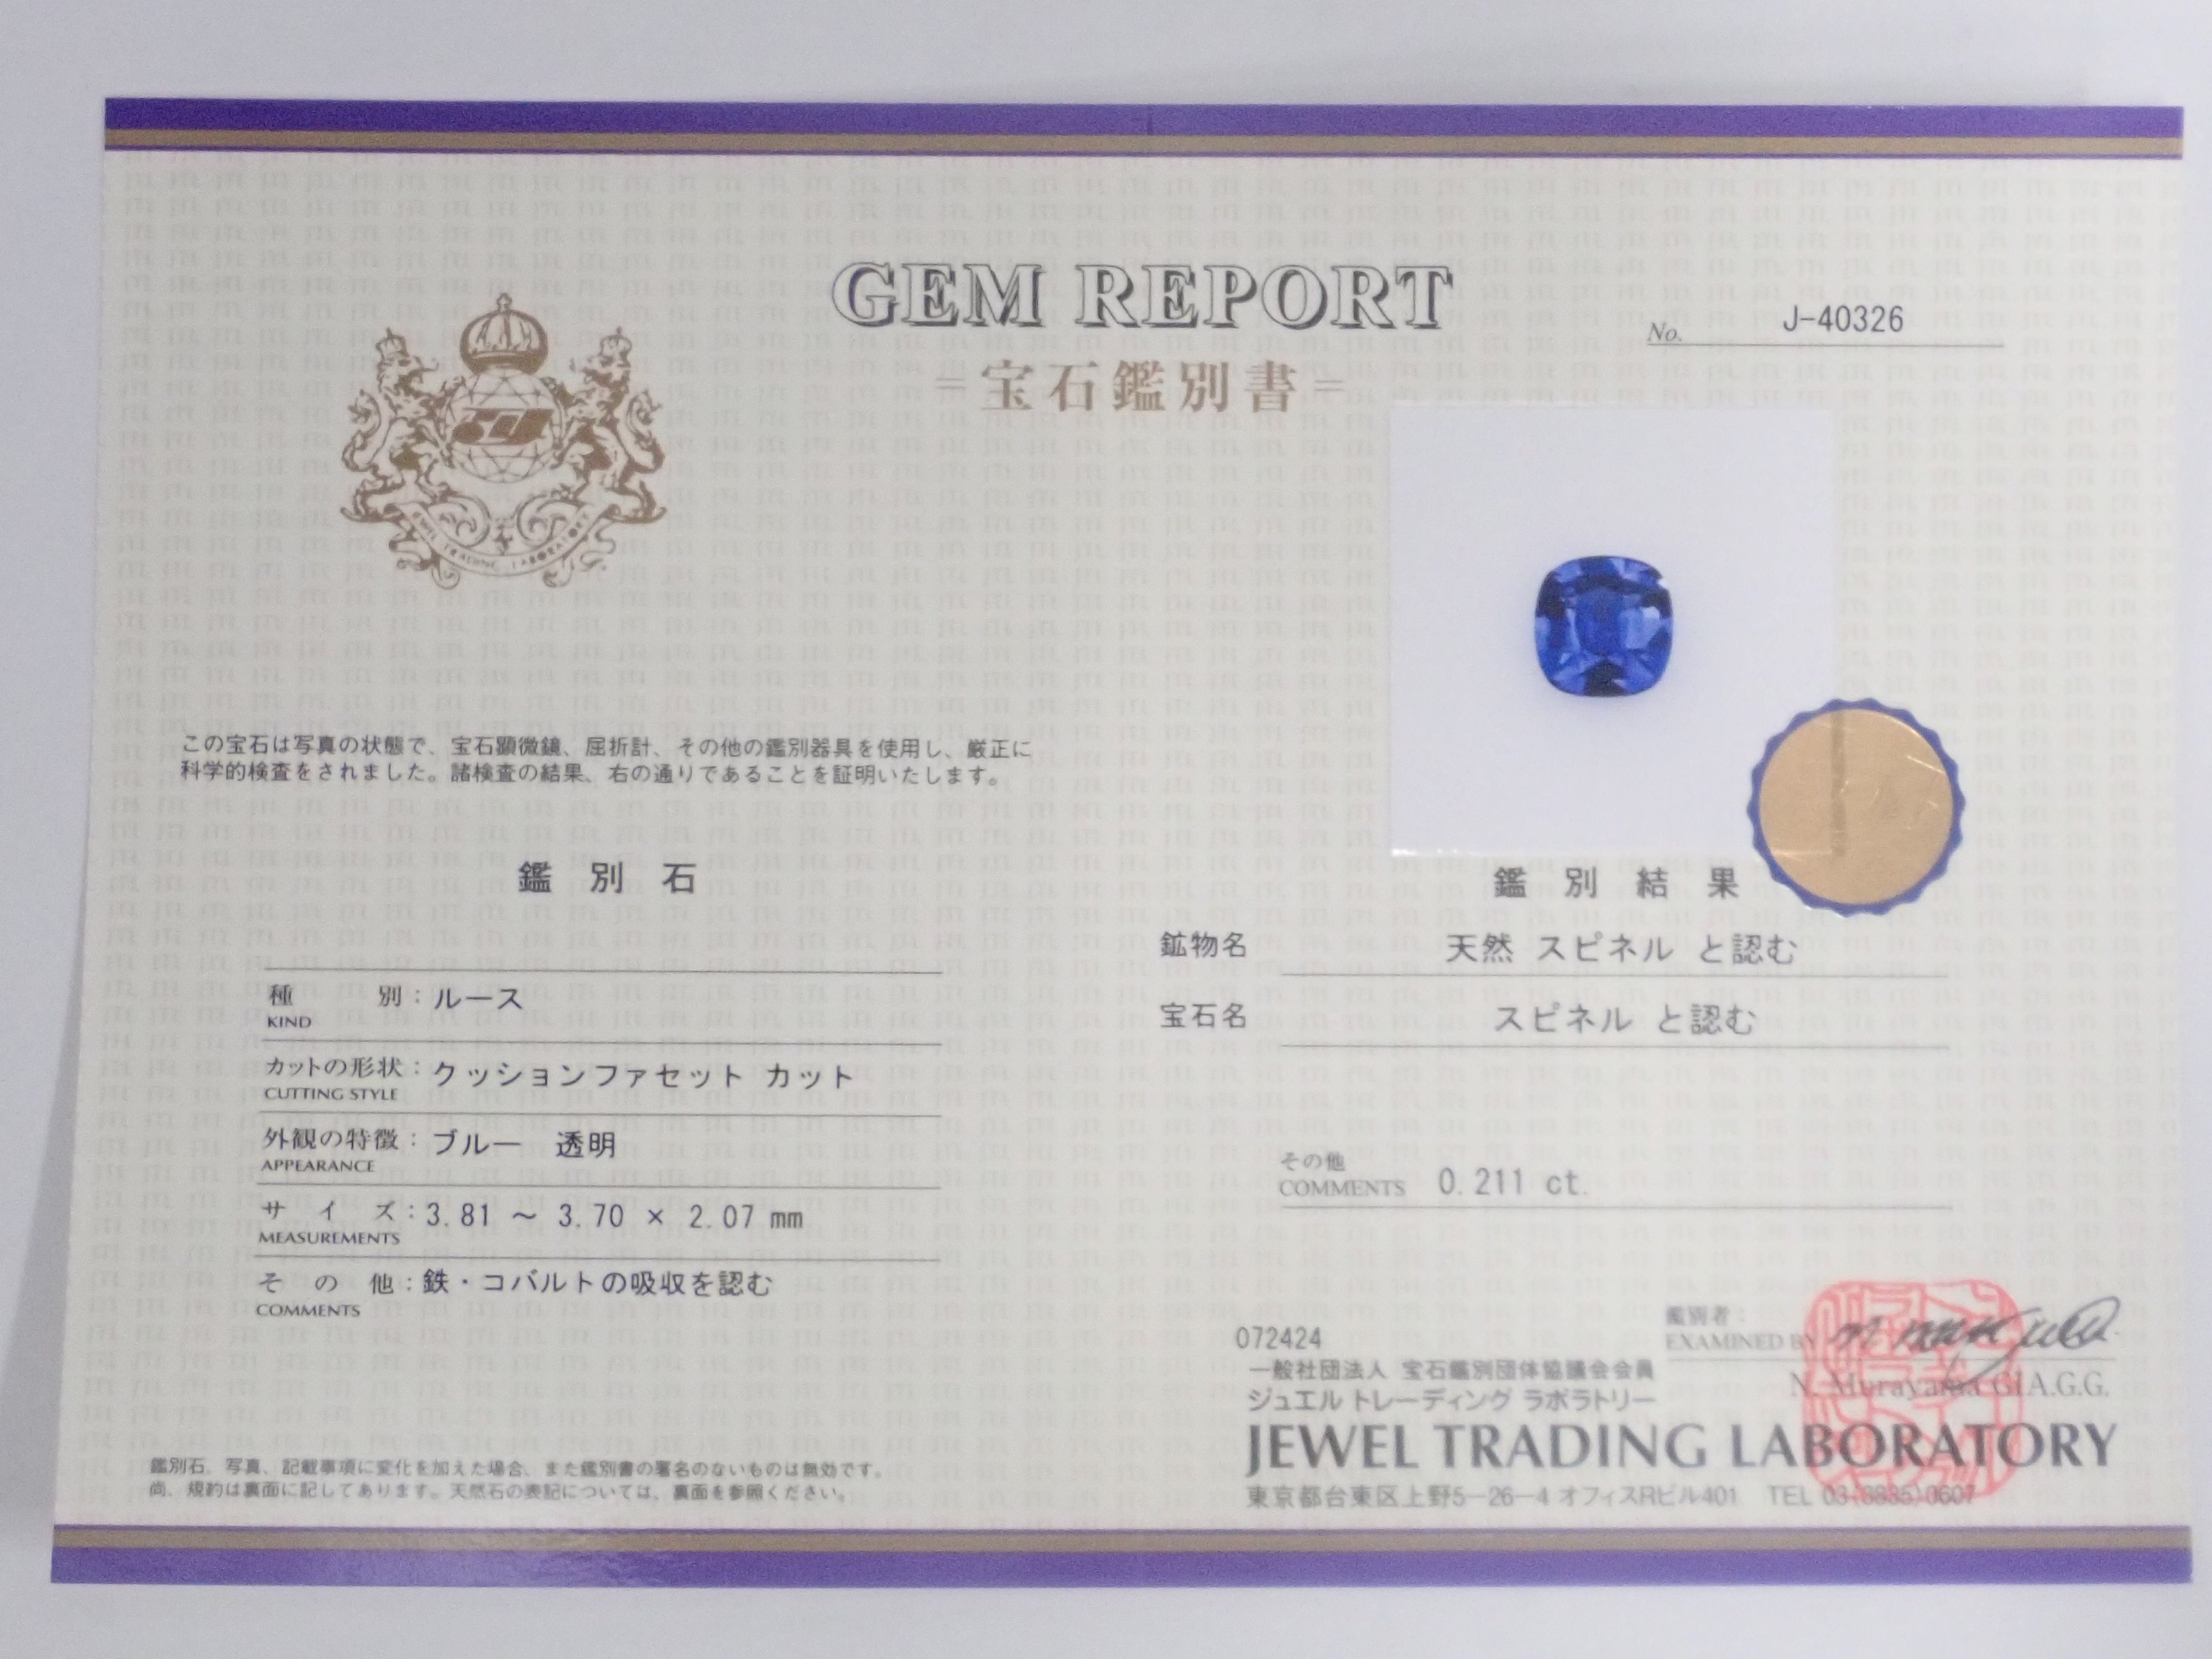 GEM REPORT
No. J-40326
=宝石鑑別書=
この宝石は写真の状態で、宝石顕微鏡、屈折計、その他の鑑別器具を使用し、厳正に
科学的検査をされました。諸検査の結果、右の通りであることを証明いたします。
鑑別石
種別:ルース
KIND
カットの形状:クッションファセット カット
CUTTING STYLE
外観の特徴:ブルー 透明
APPEARANCE
サイズ:3.81 ～ 3.70 × 2.07 mm
MEASUREMENTS
その他:鉄・コバルトの吸収を認む
COMMENTS
鑑別石、写真、記載事項に変化を加えた場合、また鑑別書の署名のないものは無効です。
尚、規約は裏面に記してあります。天然石の表記については、裏面を参照ください。
鑑別結果
鉱物名 天然 スピネル と認む
宝石名 スピネル と認む
その他
COMMENTS 0.211 ct.
鑑別者:
EXAMINED BY
N. Murayama GIA.G.G.
072424
一般社団法人 宝石鑑別団体協議会会員
ジュエル トレーディング ラボラトリー
JEWEL TRADING LABORATORY
東京都台東区上野5-26-4 オフィスRビル401 TEL 03(3835)0607